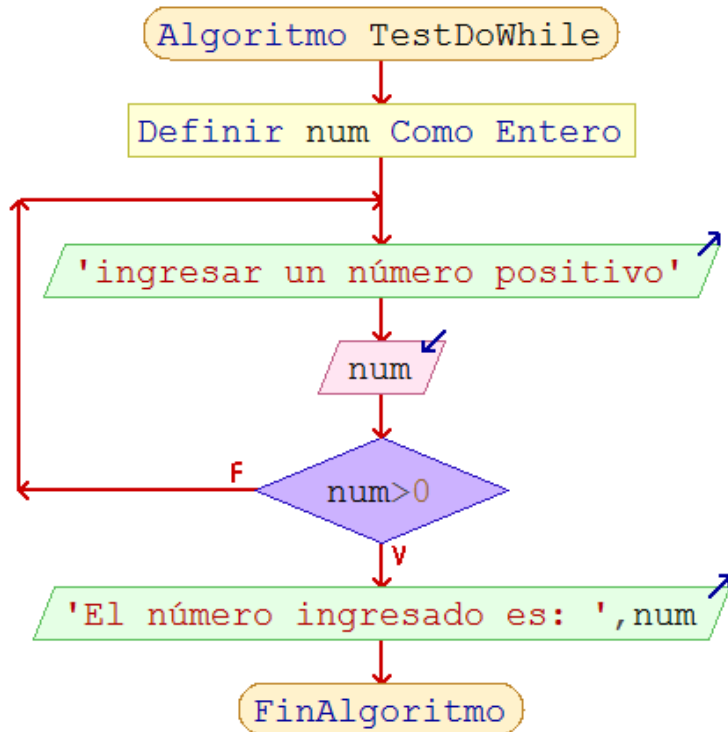 Algoritmo TestDoWhile
Definir num Como Entero
'ingresar un número positivo'
num
num>0
F
V
'El número ingresado es: ',num
FinAlgoritmo